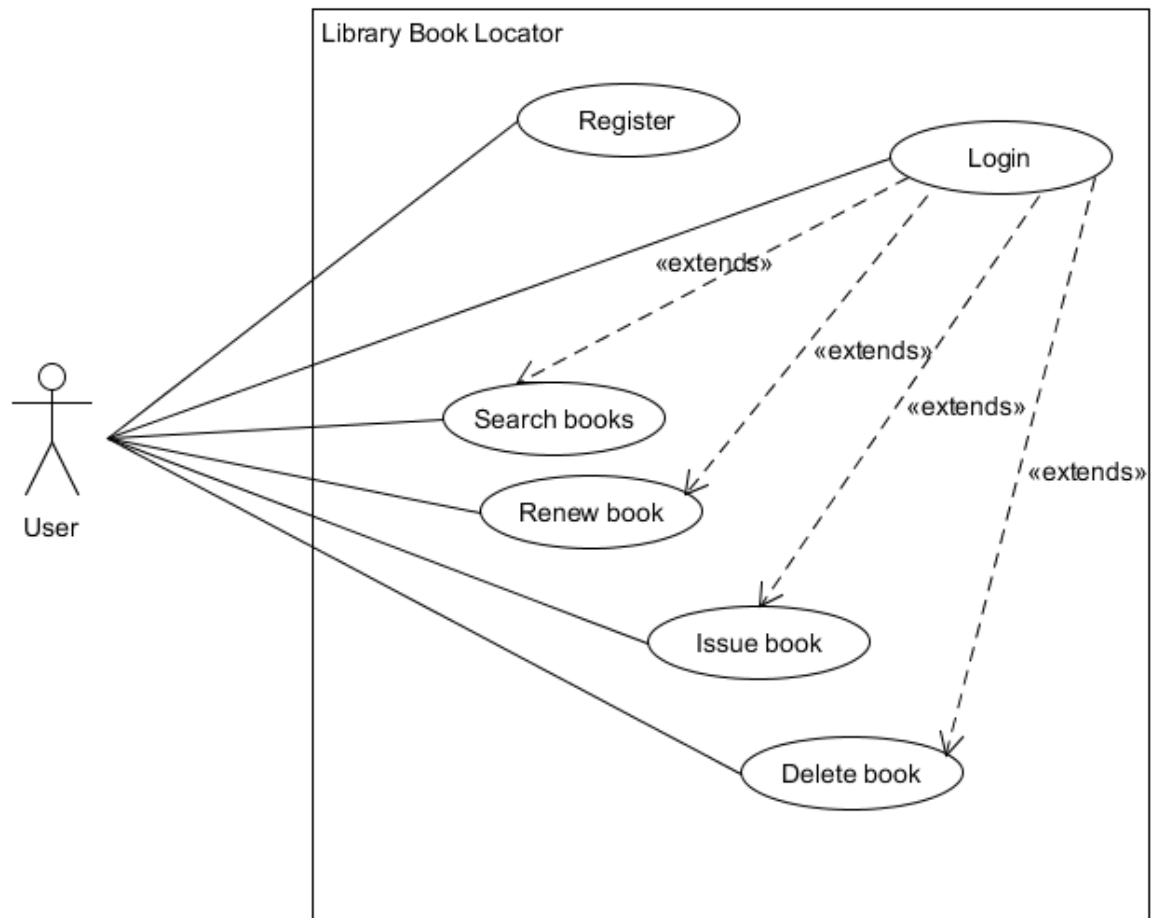 Library Book Locator
Register
Login
«extends»
«extends»
«extends»
Search books
«extends»
Renew book
User
Issue book
Delete book